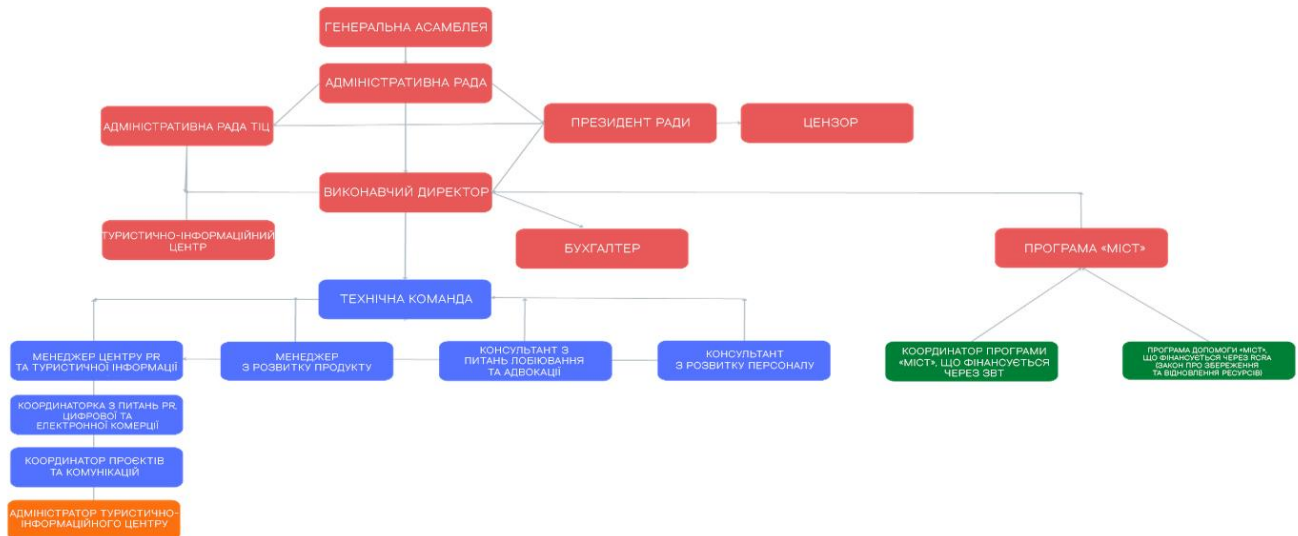 ГЕНЕРАЛЬНА АСАМБЛЕЯ
АДМІНІСТРАТИВНА РАДА
АДМІНІСТРАТИВНА РАДА ТІЦ
ПРЕЗИДЕНТ РАДИ
ЦЕНЗОР
ВИКОНАВЧИЙ ДИРЕКТОР
ТУРИСТИЧНО-ІНФОРМАЦІЙНИЙ
ЦЕНТР
БУХГАЛТЕР
ПРОГРАМА «МІСТ»
ТЕХНІЧНА КОМАНДА
МЕНЕДЖЕР ЦЕНТРУ PR
ТА ТУРИСТИЧНОЇ ІНФОРМАЦІЇ
МЕНЕДЖЕР
З РОЗВИТКУ ПРОДУКТУ
КОНСУЛЬТАНТ З
ПИТАНЬ ЛОБІЮВАННЯ
ТА АДВОКАЦІЇ
КОНСУЛЬТАНТ
З РОЗВИТКУ ПЕРСОНАЛУ
КООРДИНАТОР ПРОГРАМИ
«МІСТ», ЩО ФІНАНСУЄТЬСЯ
ЧЕРЕЗ ЗВТ
ПРОГРАМА ДОПОМОГИ «МІСТ»,
ЩО ФІНАНСУЄТЬСЯ ЧЕРЕЗ RCRA
(ЗАКОН ПРО ЗБЕРЕЖЕННЯ
ТА ВІДНОВЛЕННЯ РЕСУРСІВ)
КООРДИНАТОРКА З ПИТАНЬ PR,
ЦИФРОВОЇ ТА
ЕЛЕКТРОННОЇ КОМЕРЦІЇ
КООРДИНАТОР ПРОЄКТІВ
ТА КОМУНІКАЦІЙ
АДМІНІСТРАТОР ТУРИСТИЧНО-
ІНФОРМАЦІЙНОГО ЦЕНТРУ